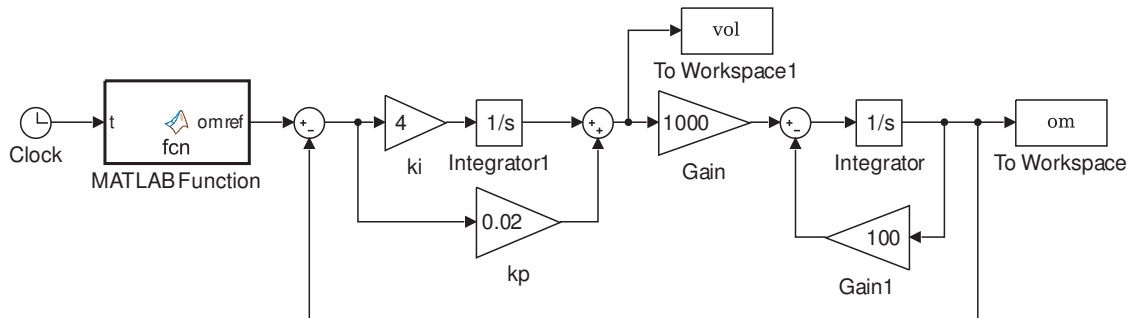 vol
To Workspace1
t
omref
fcn
+
−
4
1/s
+
+
1000
+
−
1/s
om
Clock
MATLAB Function
ki
Integrator1
Gain
Integrator
To Workspace
0.02
100
kp
Gain1